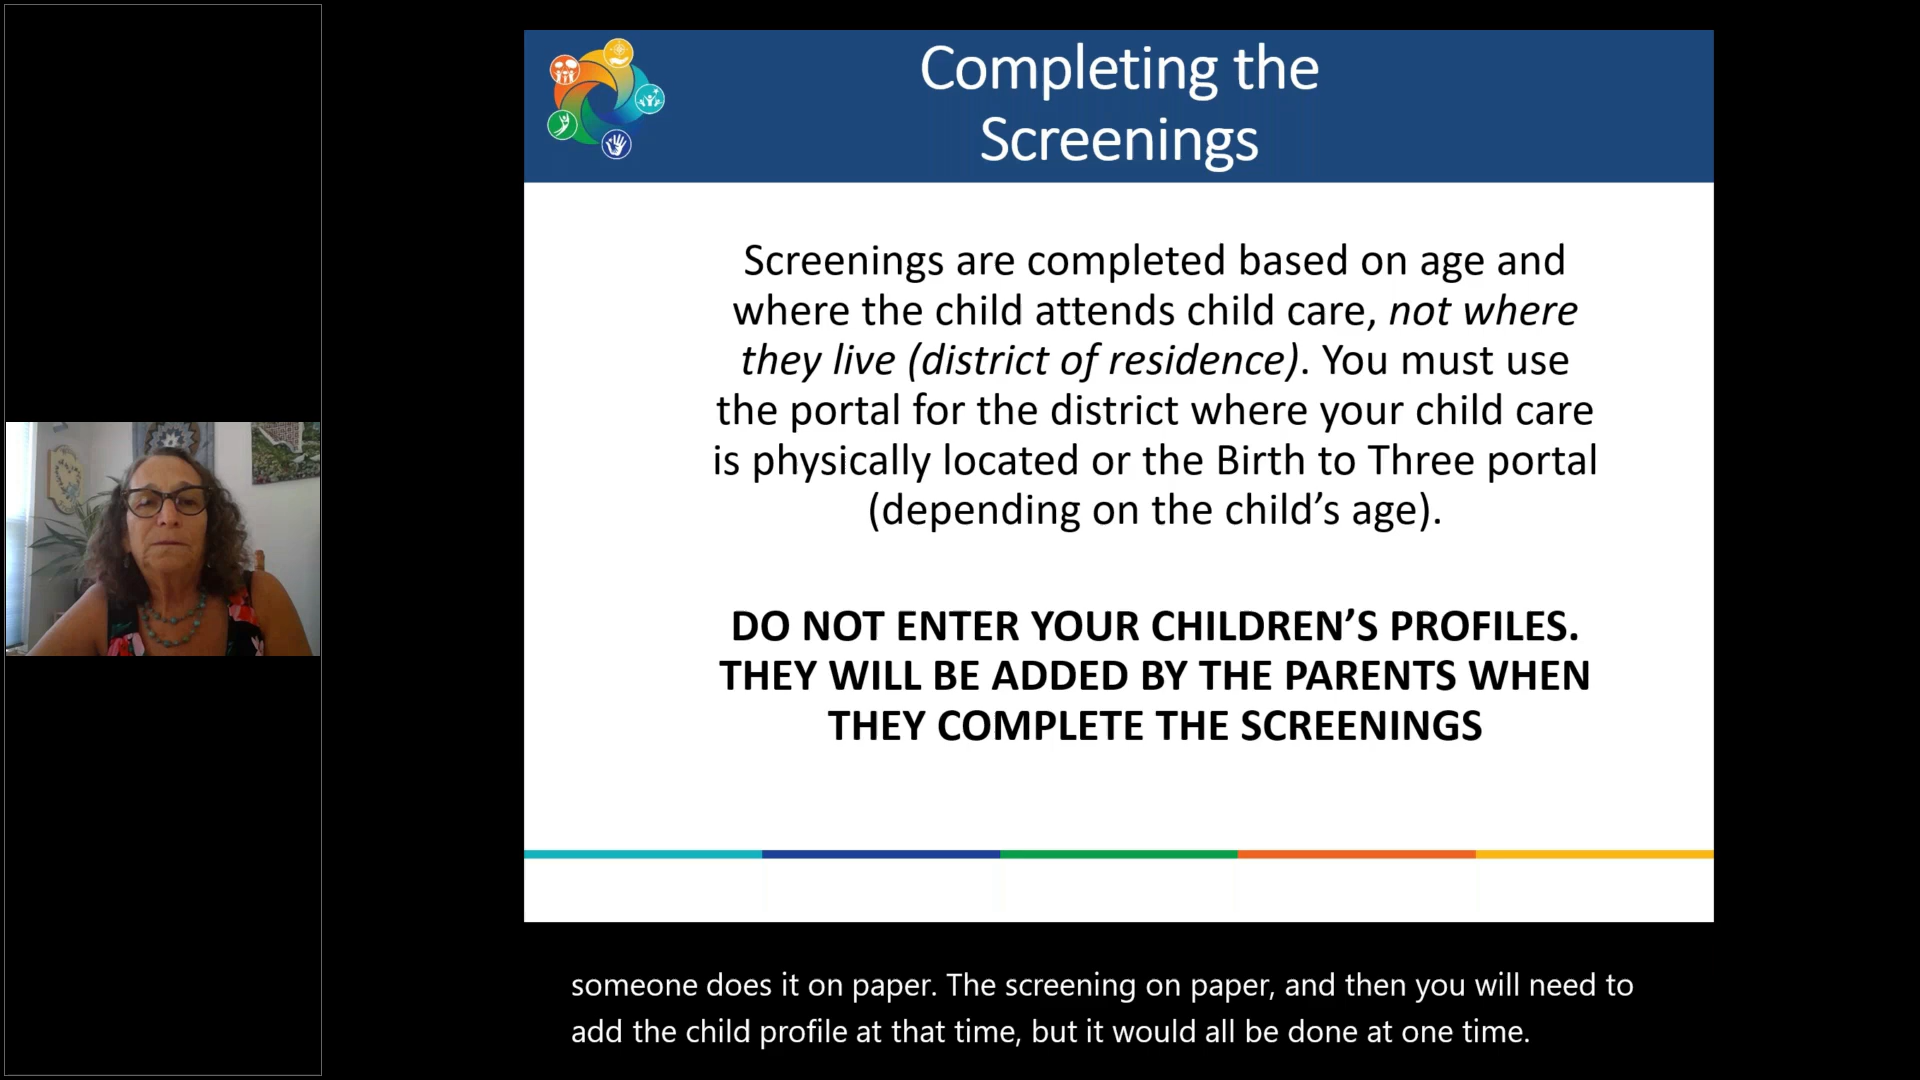 Completing the
Screenings
Screenings are completed based on age and
where the child attends child care, not where
they live (district of residence). You must use
the portal for the district where your child care
is physically located or the Birth to Three portal
(depending on the child’s age).
DO NOT ENTER YOUR CHILDREN’S PROFILES.
THEY WILL BE ADDED BY THE PARENTS WHEN
THEY COMPLETE THE SCREENINGS
someone does it on paper. The screening on paper, and then you will need to
add the child profile at that time, but it would all be done at one time.